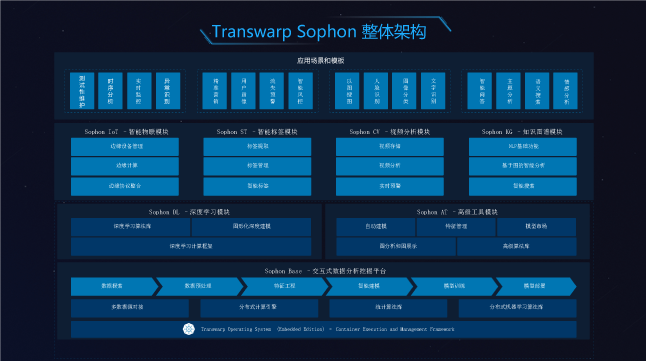 Transwarp Sophon 整体架构
应用场景和模板
预测性维护 时序分析 实时监控 异常识别 精准营销 用户画像 流失预警 智能风控 以图搜图 人脸识别 图像分类 文字识别 智能问答 主题分析 语义搜索 情感分析
Sophon IoT - 智能物联模块 Sophon ST - 智能标签模块 Sophon CV - 视频分析模块 Sophon KG - 知识图谱模块
边缘设备管理 标签提取 视频存储 NLP基础功能
边缘计算 标签管理 视频分析 基于图的智能分析
边缘协议整合 智能标签 实时预警 智能搜索
Sophon DL - 深度学习模块 Sophon AT - 高级工具模块
深度学习算法库 图形化深度建模 自动建模 特征管理 模型商城
深度学习计算框架 图分析和图展示 高级算法库
Sophon Base - 交互式数据分析挖掘平台
数据探索 数据预处理 特征工程 智能建模 模型训练 模型部署
多数据源对接 分布式计算引擎 统计算法库 分布式机器学习算法库
Transwarp Operating System (Embedded Edition) - Container Execution and Management Framework